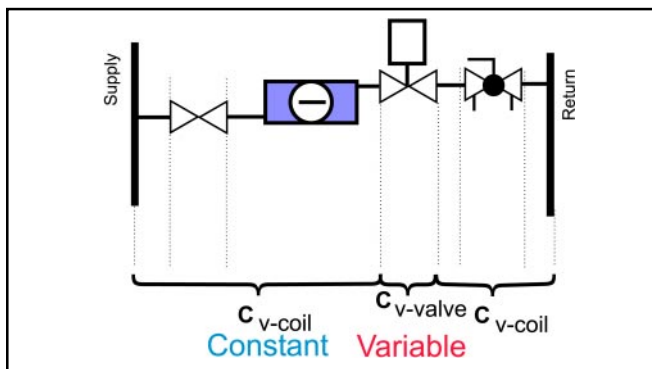 Supply
Return
C v-coil
C v-valve
C v-coil
Constant
Variable